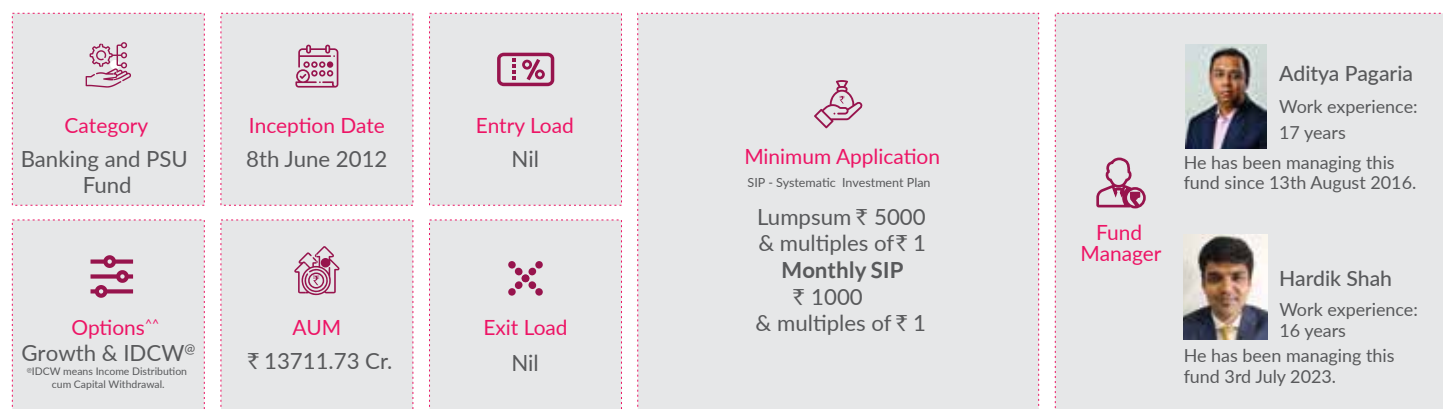 Category
Banking and PSU
Fund
Inception Date
8th June 2012
Entry Load
Nil
Options^^
Growth & IDCW@
@IDCW means Income Distribution
cum Capital Withdrawal.
AUM
₹ 13711.73 Cr.
Exit Load
Nil
Minimum Application
SIP - Systematic Investment Plan
Lumpsum ₹ 5000
& multiples of ₹ 1
Monthly SIP
₹ 1000
& multiples of ₹ 1
Fund
Manager
Aditya Pagaria
Work experience:
17 years
He has been managing this
fund since 13th August 2016.
Hardik Shah
Work experience:
16 years
He has been managing this
fund 3rd July 2023.